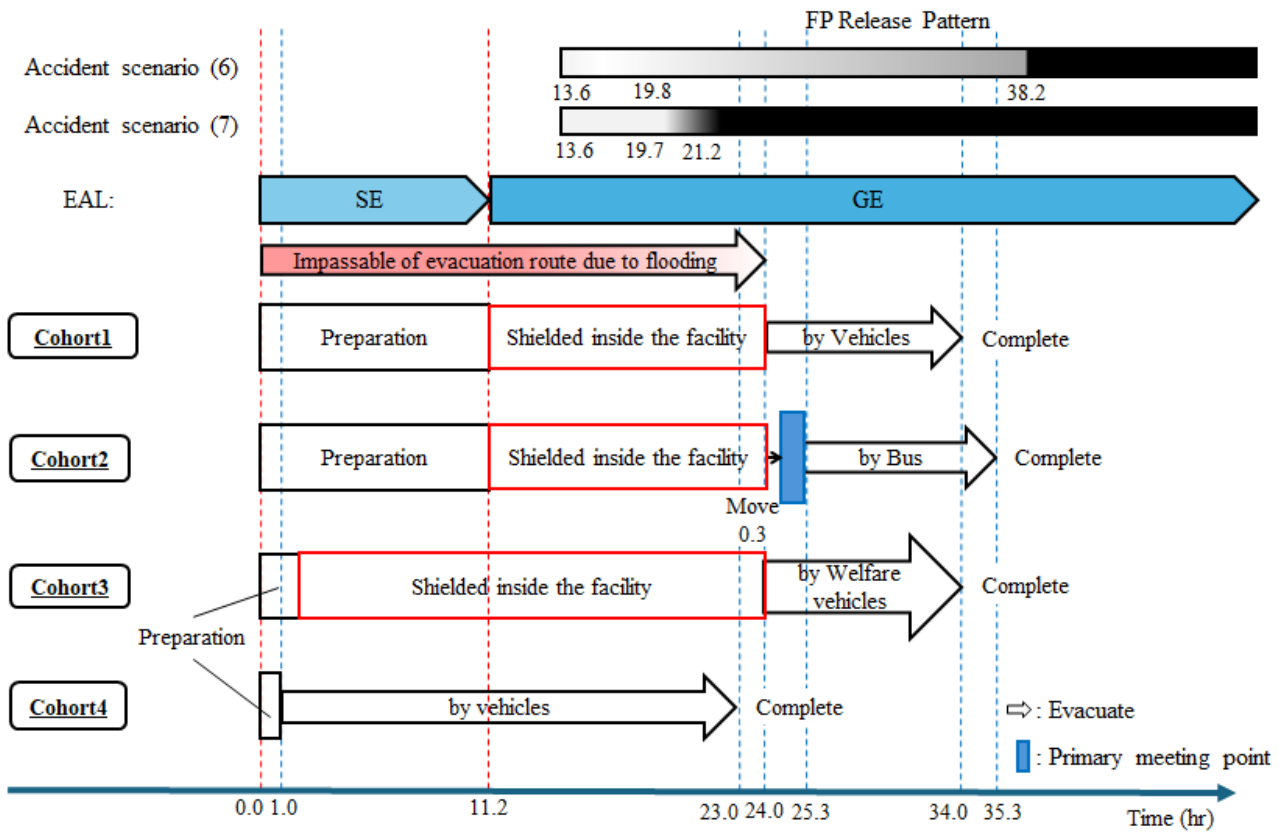 FP Release Pattern
Accident scenario (6)
13.6 19.8 38.2
Accident scenario (7)
13.6 19.7 21.2
EAL: SE GE
Impassable of evacuation route due to flooding
Cohort1 Preparation Shielded inside the facility by Vehicles Complete
Cohort2 Preparation Shielded inside the facility by Bus Complete
Move
0.3
Cohort3 Shielded inside the facility by Welfare
vehicles Complete
Preparation
Cohort4 by vehicles Complete
: Evacuate
: Primary meeting point
0.0 1.0 11.2 23.0 24.0 25.3 34.0 35.3
Time (hr)